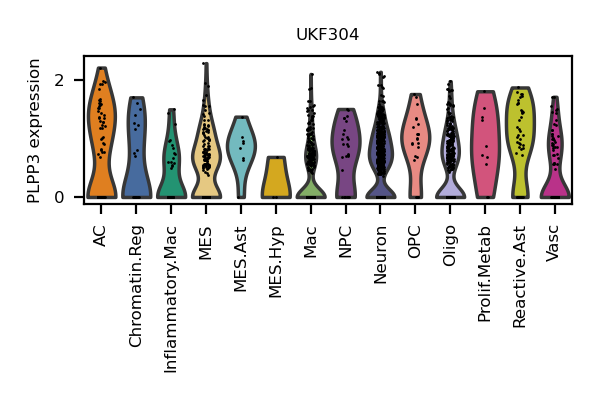 UKF304
PLPP3 expression
2
0
AC
Chromatin.Reg
Inflammatory.Mac
MES
MES.Ast
MES.Hyp
Mac
NPC
Neuron
OPC
Oligo
Prolif.Metab
Reactive.Ast
Vasc